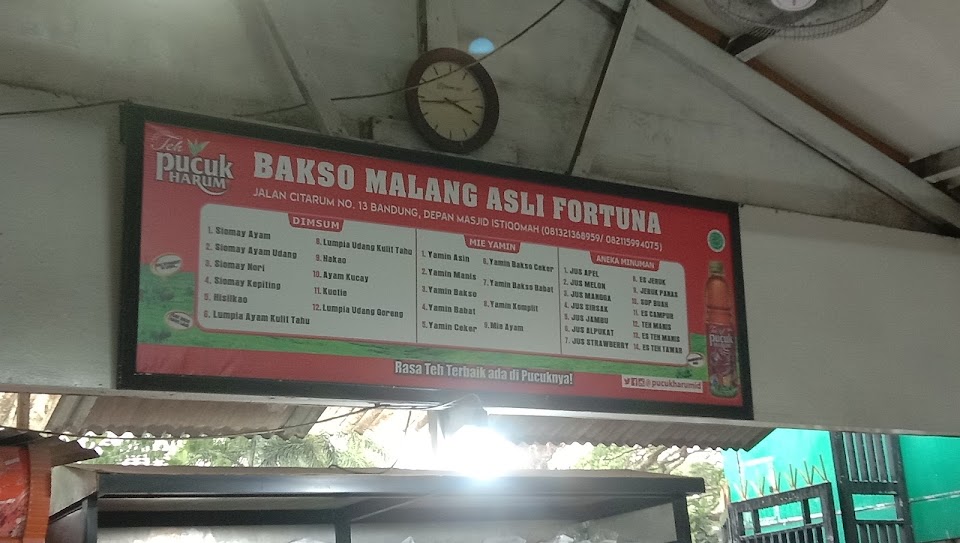 Teh
pucuk
HARUM
BAKSO MALANG ASLI FORTUNA
JALAN CITARUM NO. 13 BANDUNG, DEPAN MASJID ISTIQOMAH (081321368959/ 082115994075)
DIMSUM
1. Siomay Ayam
2. Siomay Ayam Udang
3. Siomay Nori
4. Siomay Kepiting
5. Hisitkao
6. Lumpia Ayam Kulit Tahu
8. Lumpia Udang Kulit Tahu
9. Hakao
10. Ayam Kucay
11. Kuotie
12. Lumpia Udang Goreng
MIE YAMIN
1. Yamin Asin
2. Yamin Manis
3. Yamin Bakso
4. Yamin Babat
5. Yamin Ceker
6. Yamin Bakso Ceker
7. Yamin Bakso Babat
8. Yamin Komplit
9. Mie Ayam
ANEKA MINUMAN
1. JUS APEL
2. JUS MELON
3. JUS MANGGA
4. JUS SIRSAK
5. JUS JAMBU
6. JUS ALPUKAT
7. JUS STRAWBERRY
8. ES JERUK
9. JERUK PANAS
10. SOP BUAH
11. ES CAMPUR
12. TEH MANIS
13. ES TEH MANIS
14. ES TEH TAWAR
pucuk
Rasa Teh Terbaik ada di Pucuknya!
@pucukharumid